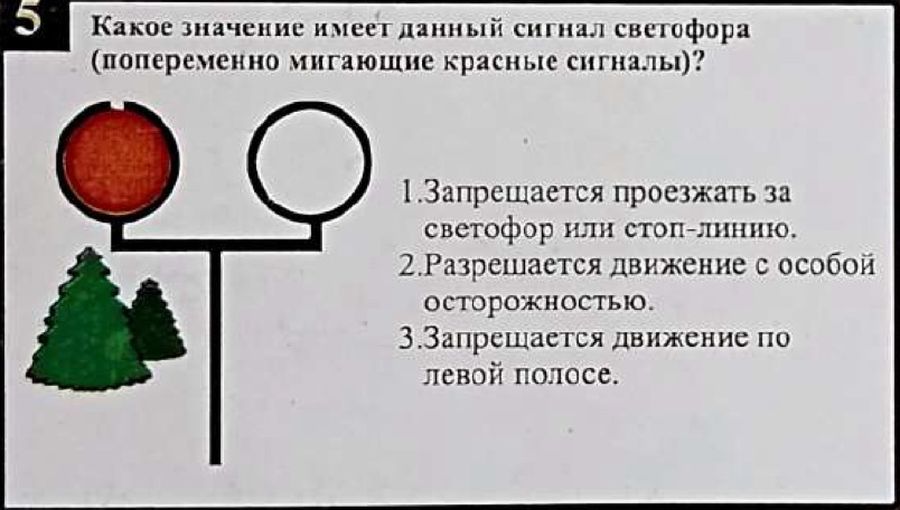 5
Какое значение имеет данный сигнал светофора
(попеременно мигающие красные сигналы)?
1.Запрещается проезжать за
светофор или стоп-линию.
2.Разрешается движение с особой
осторожностью.
3.Запрещается движение по
левой полосе.